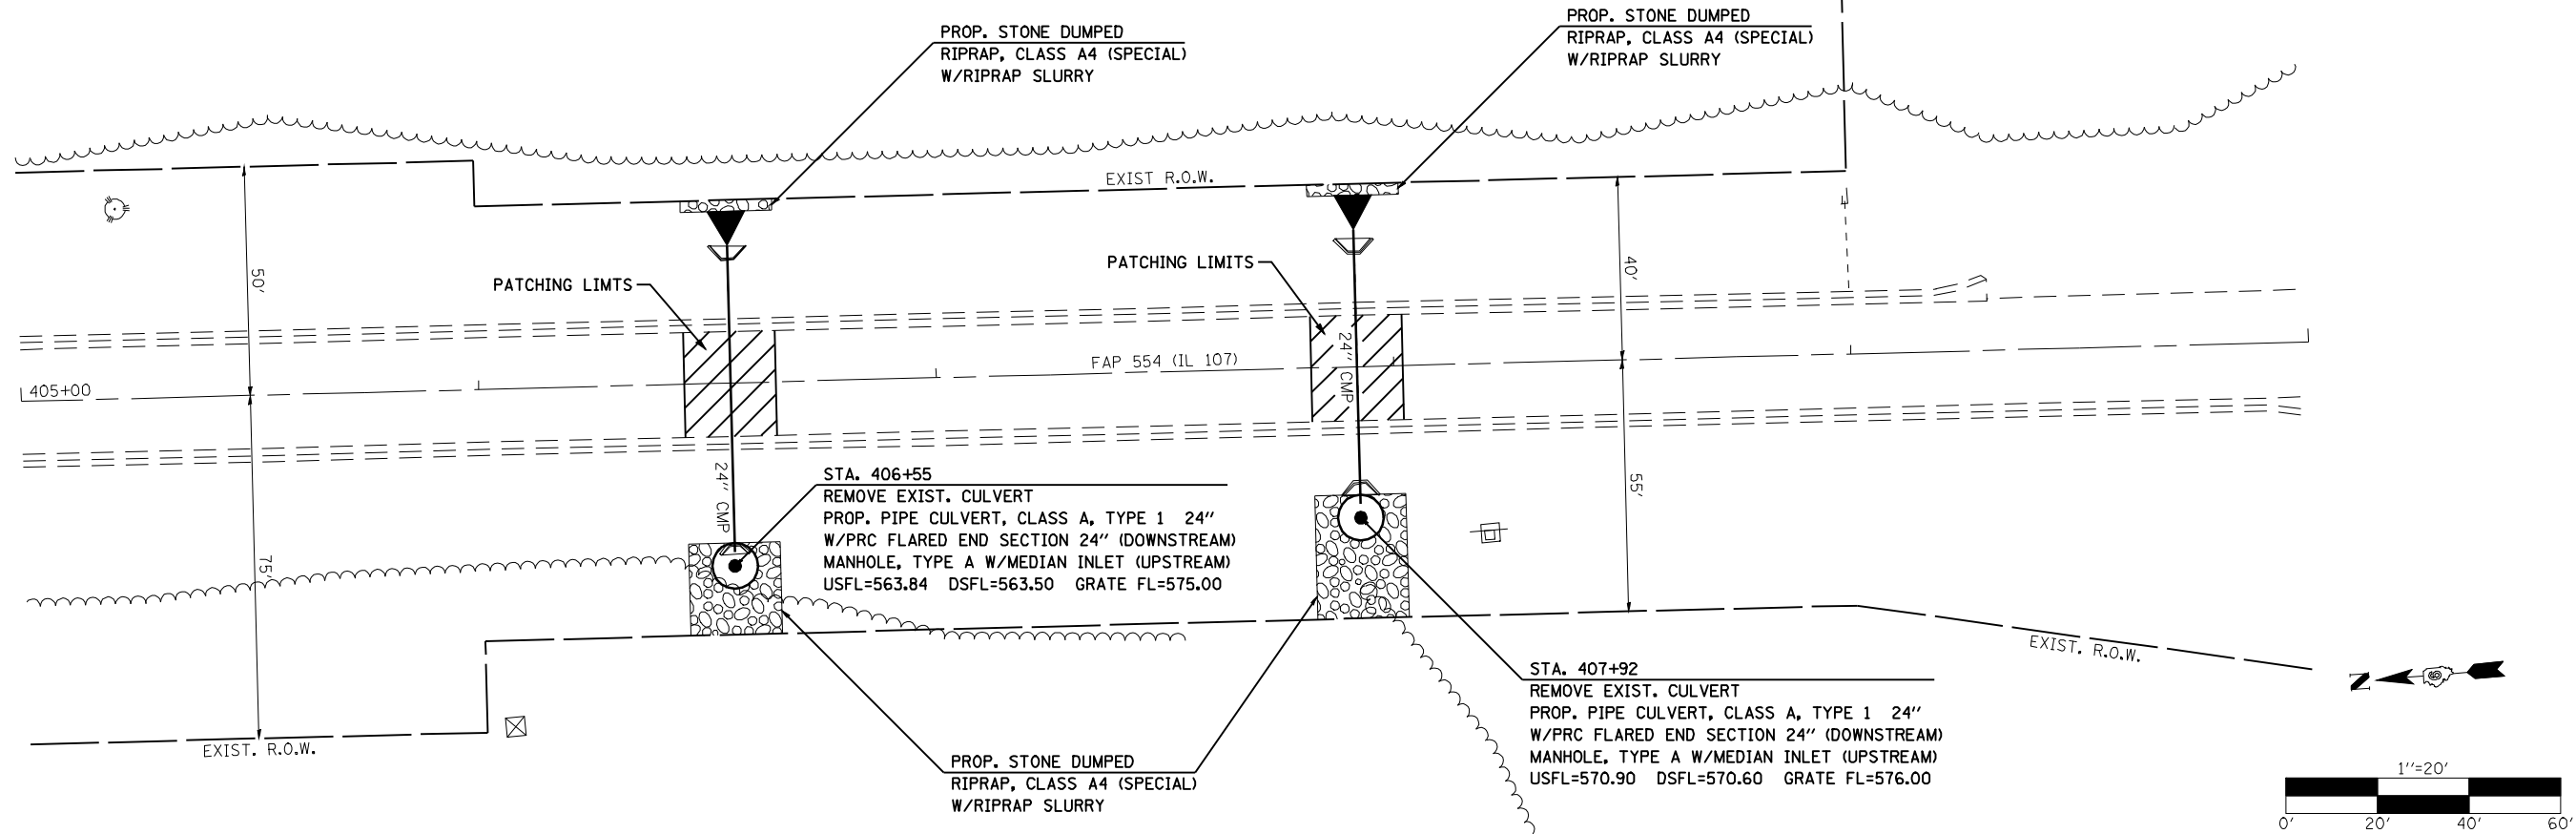 PROP. STONE DUMPED
RIPRAP, CLASS A4 (SPECIAL)
W/RIPRAP SLURRY
PROP. STONE DUMPED
RIPRAP, CLASS A4 (SPECIAL)
W/RIPRAP SLURRY
EXIST R.O.W.
50'
PATCHING LIMTS
PATCHING LIMITS
40'
405+00
FAP 554 (IL 107)
24" CMP
24" CMP
STA. 406+55
REMOVE EXIST. CULVERT
PROP. PIPE CULVERT, CLASS A, TYPE 1 24"
W/PRC FLARED END SECTION 24" (DOWNSTREAM)
MANHOLE, TYPE A W/MEDIAN INLET (UPSTREAM)
USFL=563.84 DSFL=563.50 GRATE FL=575.00
55'
75'
EXIST. R.O.W.
EXIST. R.O.W.
STA. 407+92
REMOVE EXIST. CULVERT
PROP. PIPE CULVERT, CLASS A, TYPE 1 24"
W/PRC FLARED END SECTION 24" (DOWNSTREAM)
MANHOLE, TYPE A W/MEDIAN INLET (UPSTREAM)
USFL=570.90 DSFL=570.60 GRATE FL=576.00
PROP. STONE DUMPED
RIPRAP, CLASS A4 (SPECIAL)
W/RIPRAP SLURRY
N
1"=20'
0' 20' 40' 60'